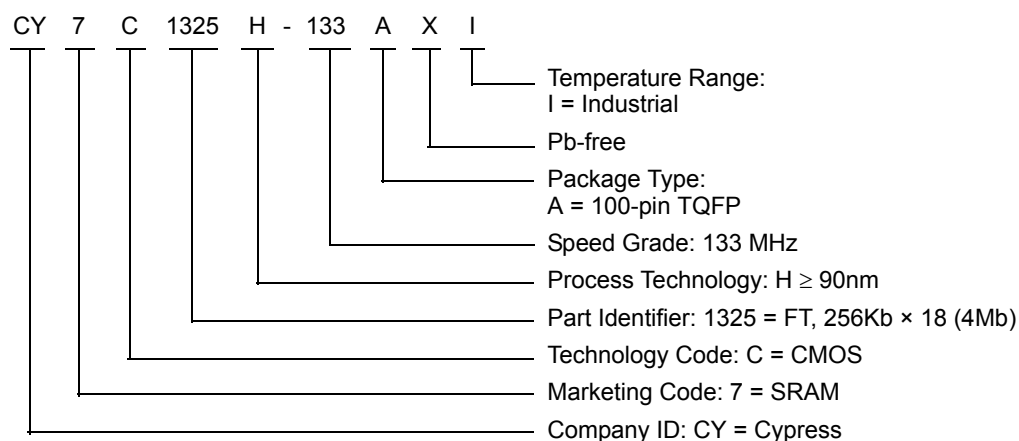 CY 7 C 1325 H - 133 A X I
Temperature Range:
I = Industrial
Pb-free
Package Type:
A = 100-pin TQFP
Speed Grade: 133 MHz
Process Technology: H ≥ 90nm
Part Identifier: 1325 = FT, 256Kb × 18 (4Mb)
Technology Code: C = CMOS
Marketing Code: 7 = SRAM
Company ID: CY = Cypress